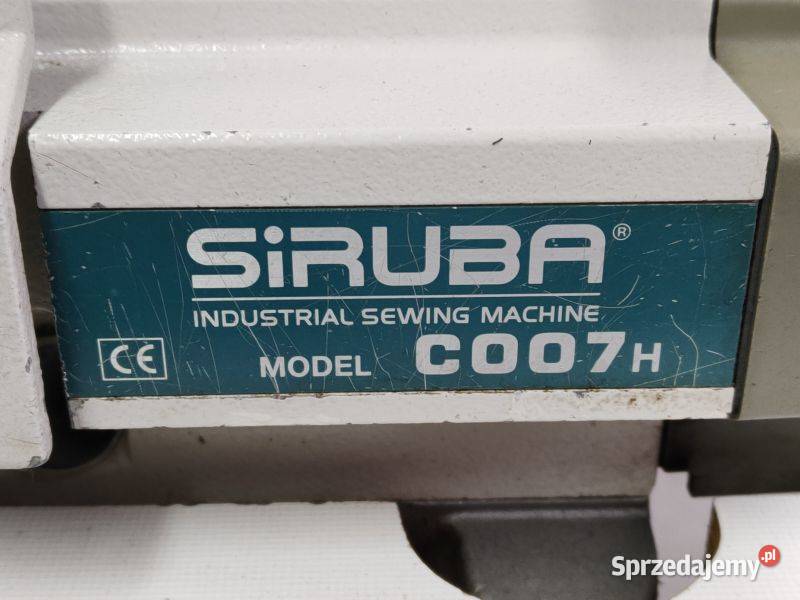 SiRUBA®
INDUSTRIAL SEWING MACHINE
CE MODEL C007H
Sprzedajemy.pl